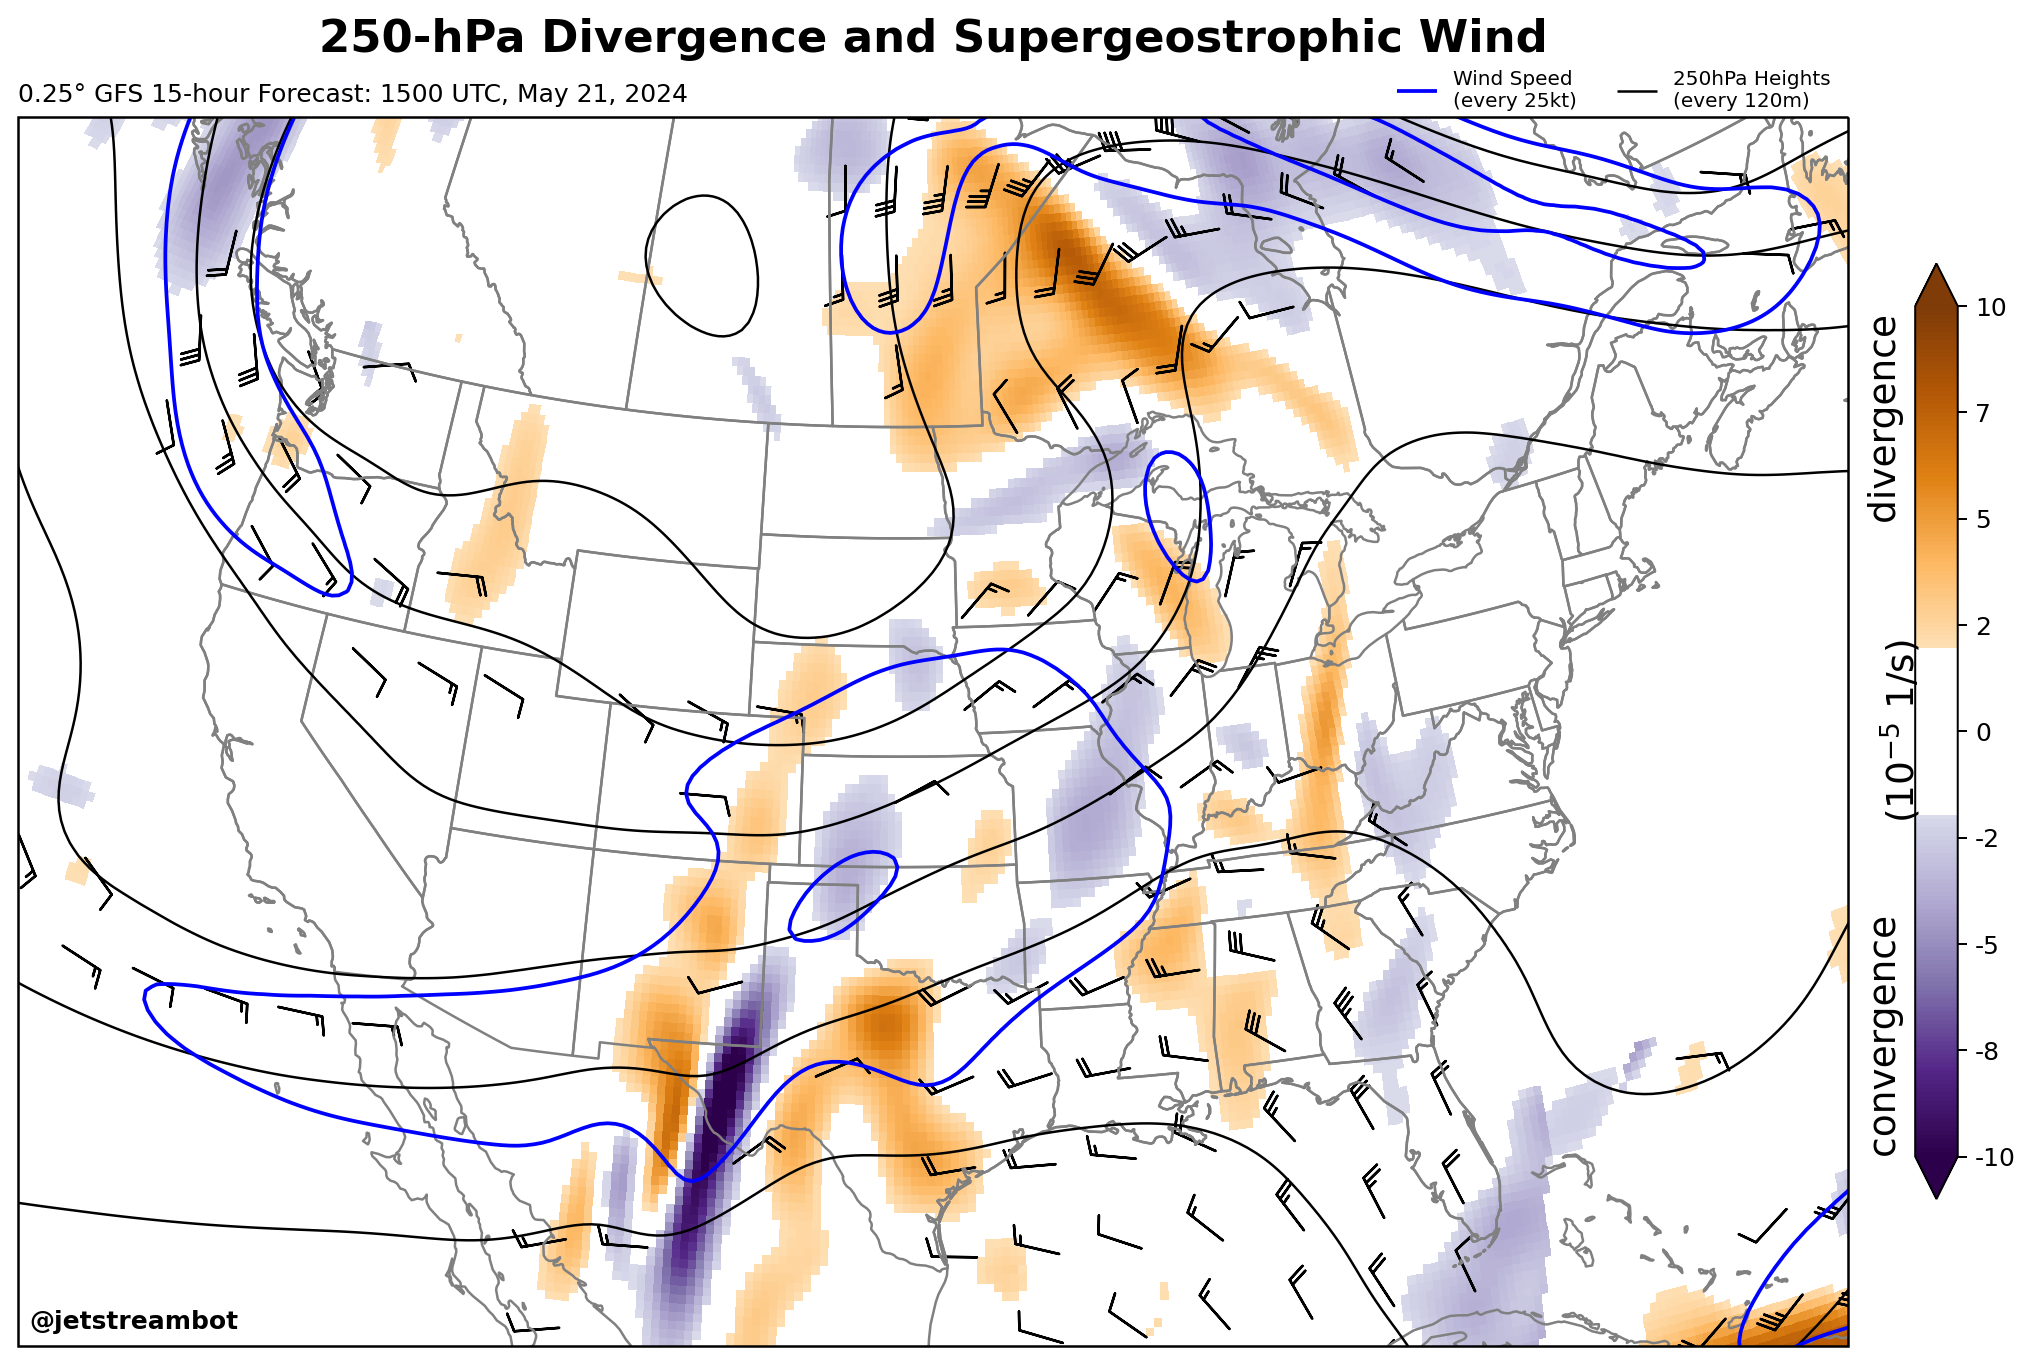 250-hPa Divergence and Supergeostrophic Wind
0.25° GFS 15-hour Forecast: 1500 UTC, May 21, 2024
Wind Speed
(every 25kt)
250hPa Heights
(every 120m)
10
7
5
2
0
-2
-5
-8
-10
divergence
(10⁻⁵ 1/s)
convergence
@jetstreambot